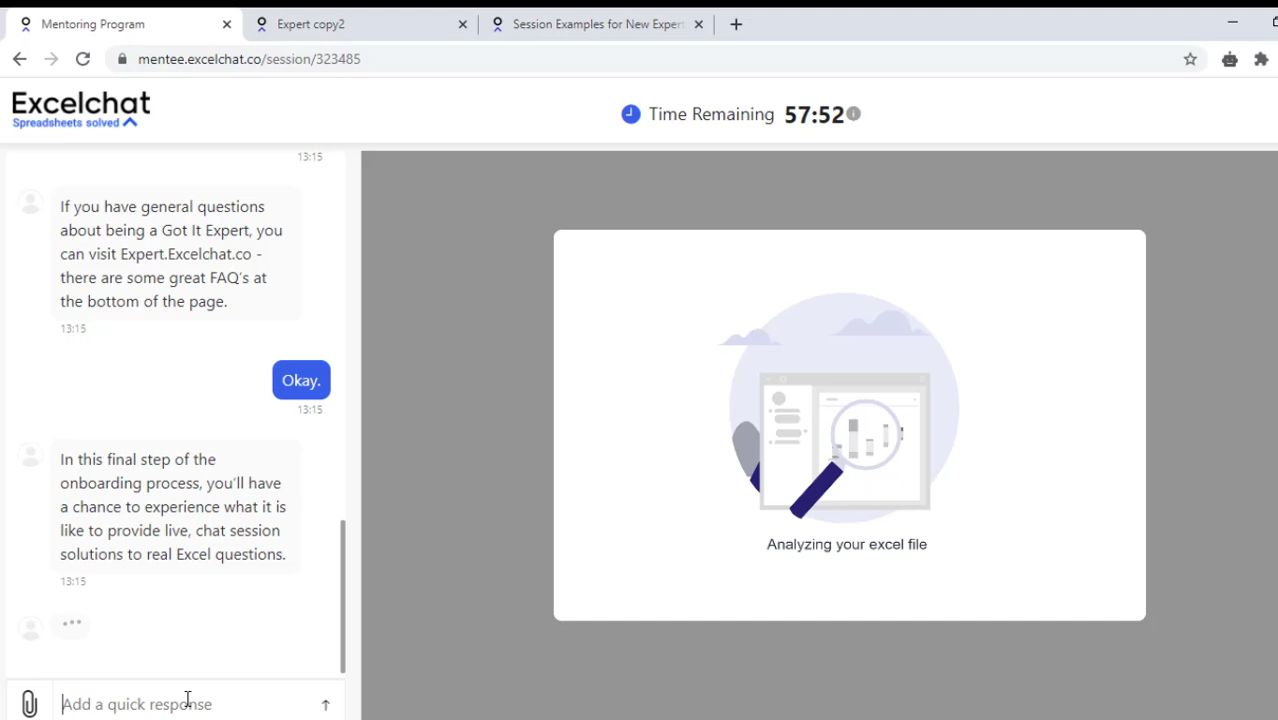 Mentoring Program
Expert copy2
Session Examples for New Expert
mentee.excelchat.co/session/323485
Excelchat
Spreadsheets solved
Time Remaining 57:52
13:15
If you have general questions
about being a Got It Expert, you
can visit Expert.Excelchat.co -
there are some great FAQ's at
the bottom of the page.
13:15
Okay.
13:15
In this final step of the
onboarding process, you'll have
a chance to experience what it is
like to provide live, chat session
solutions to real Excel questions.
13:15
Add a quick response
Analyzing your excel file